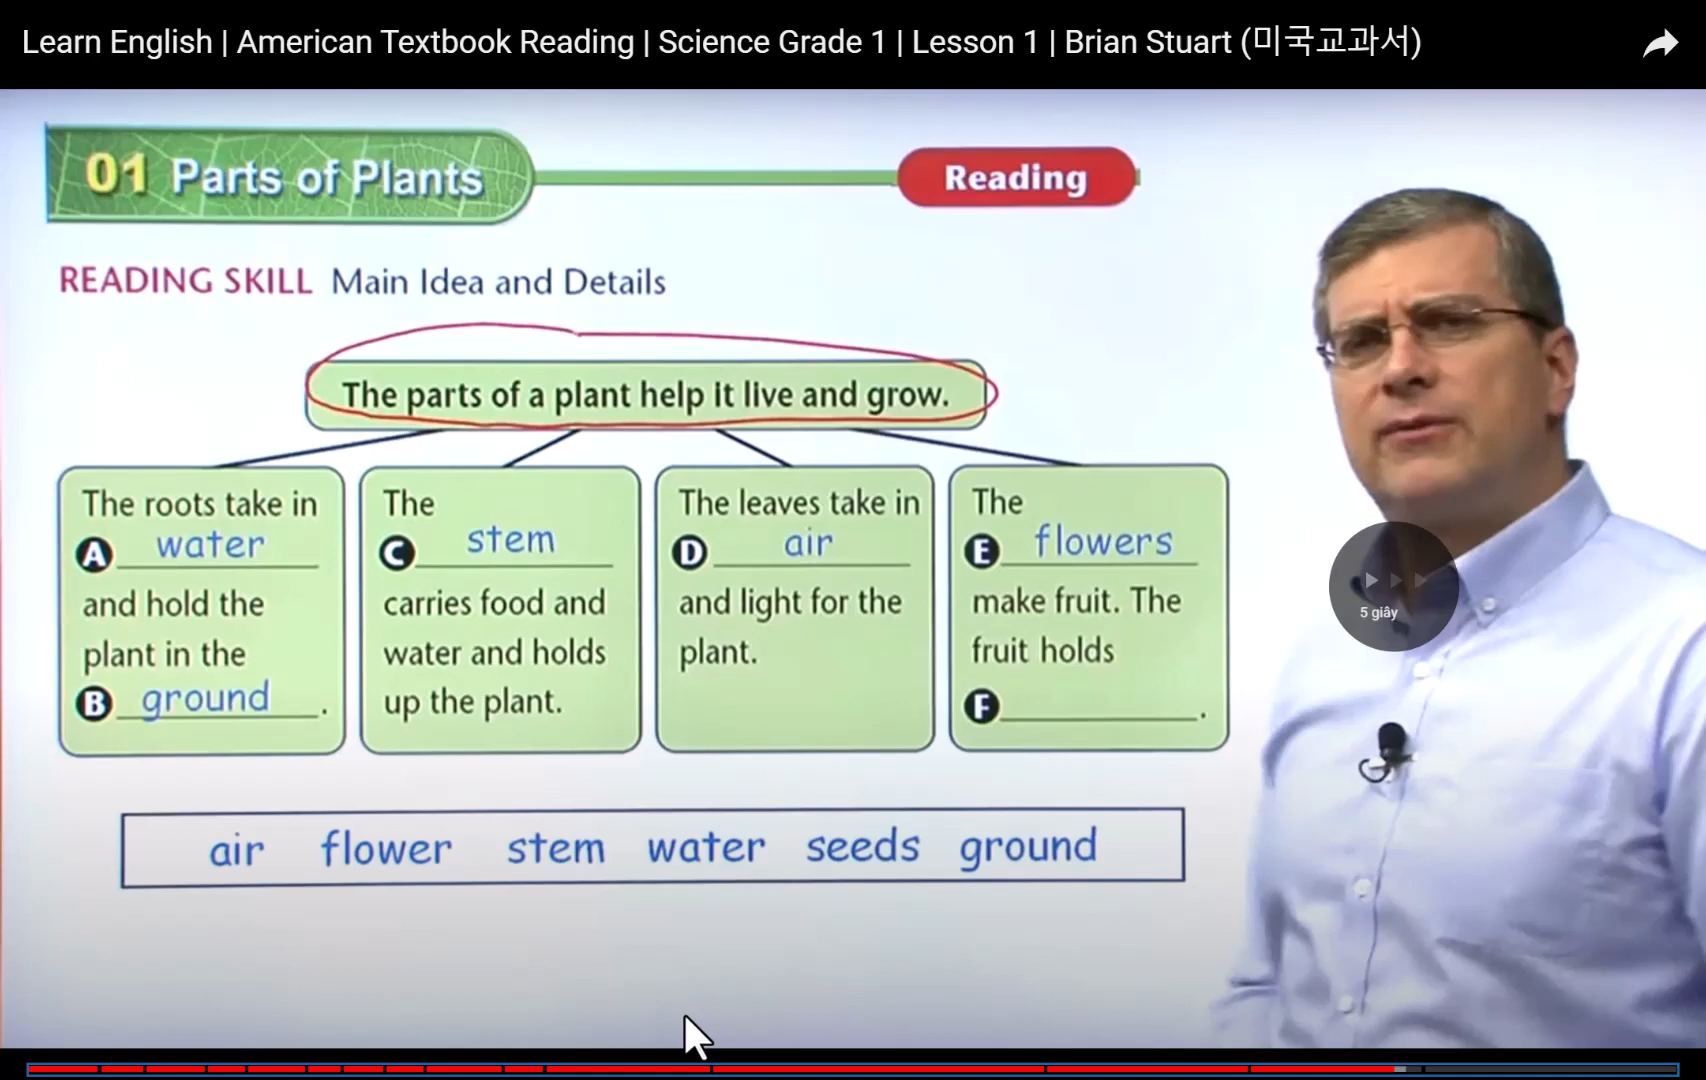 Learn English | American Textbook Reading | Science Grade 1 | Lesson 1 | Brian Stuart (미국교과서)
01 Parts of Plants
Reading
READING SKILL Main Idea and Details
The parts of a plant help it live and grow.
The roots take in
A water
and hold the
plant in the
B ground.
The
C stem
carries food and
water and holds
up the plant.
The leaves take in
D air
and light for the
plant.
The
E flowers
make fruit. The
fruit holds
F ____________.
5 giây
air flower stem water seeds ground